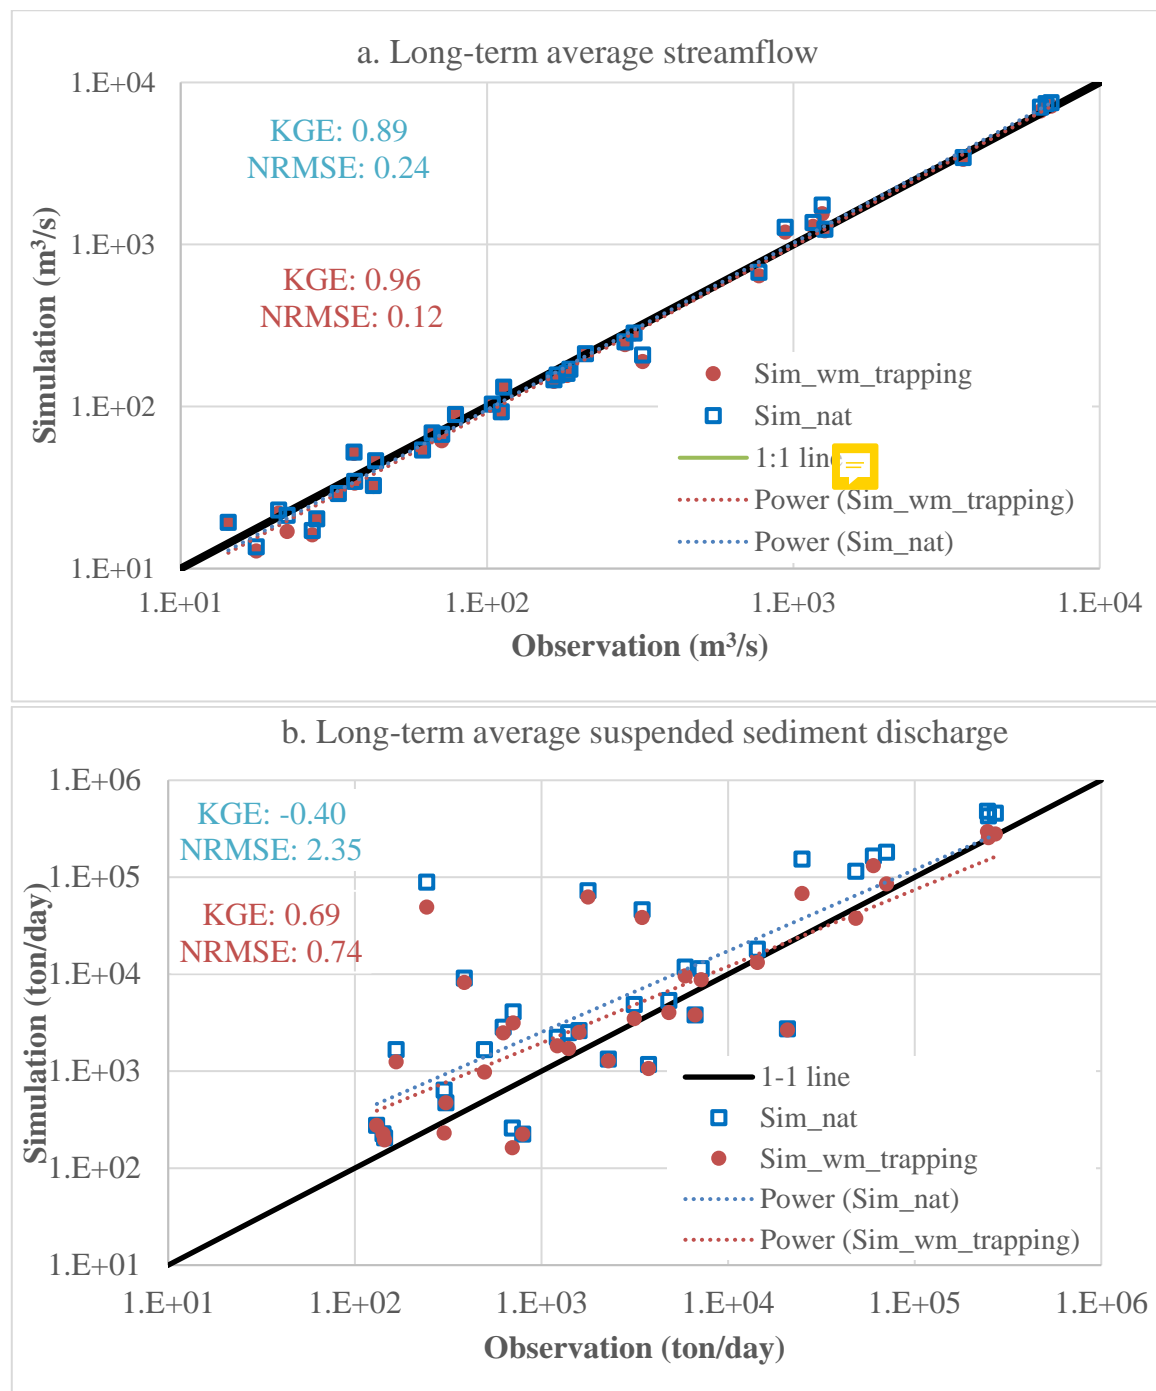 a. Long-term average streamflow
1.E+04
KGE: 0.89
NRMSE: 0.24
1.E+03
KGE: 0.96
NRMSE: 0.12
Simulation (m³/s)
1.E+02
Sim_wm_trapping
Sim_nat
1:1 line
Power (Sim_wm_trapping)
Power (Sim_nat)
1.E+01
1.E+01 1.E+02 1.E+03 1.E+04
Observation (m³/s)
b. Long-term average suspended sediment discharge
1.E+06
KGE: -0.40
NRMSE: 2.35
1.E+05
KGE: 0.69
NRMSE: 0.74
1.E+04
Simulation (ton/day)
1.E+03
1-1 line
Sim_nat
1.E+02
Sim_wm_trapping
Power (Sim_nat)
Power (Sim_wm_trapping)
1.E+01
1.E+01 1.E+02 1.E+03 1.E+04 1.E+05 1.E+06
Observation (ton/day)